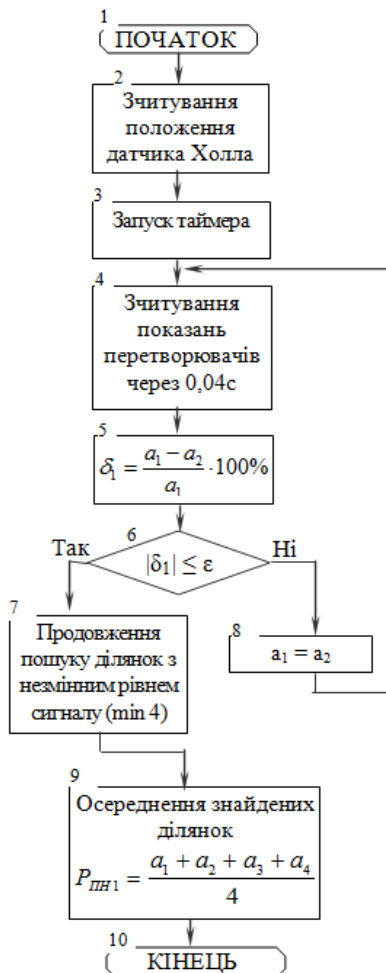 1
ПОЧАТОК
2
Зчитування
положення
датчика Холла
3
Запуск таймера
4
Зчитування
показань
перетворювачів
через 0,04с
5
δ₁ = (a₁ − a₂) / a₁ · 100%
6
Так
|δ₁| ≤ ε
Ні
7
Продовження
пошуку ділянок з
незмінним рівнем
сигналу (min 4)
8
a₁ = a₂
9
Осереднення знайдених
ділянок
P_ПН1 = (a₁ + a₂ + a₃ + a₄) / 4
10
КІНЕЦЬ